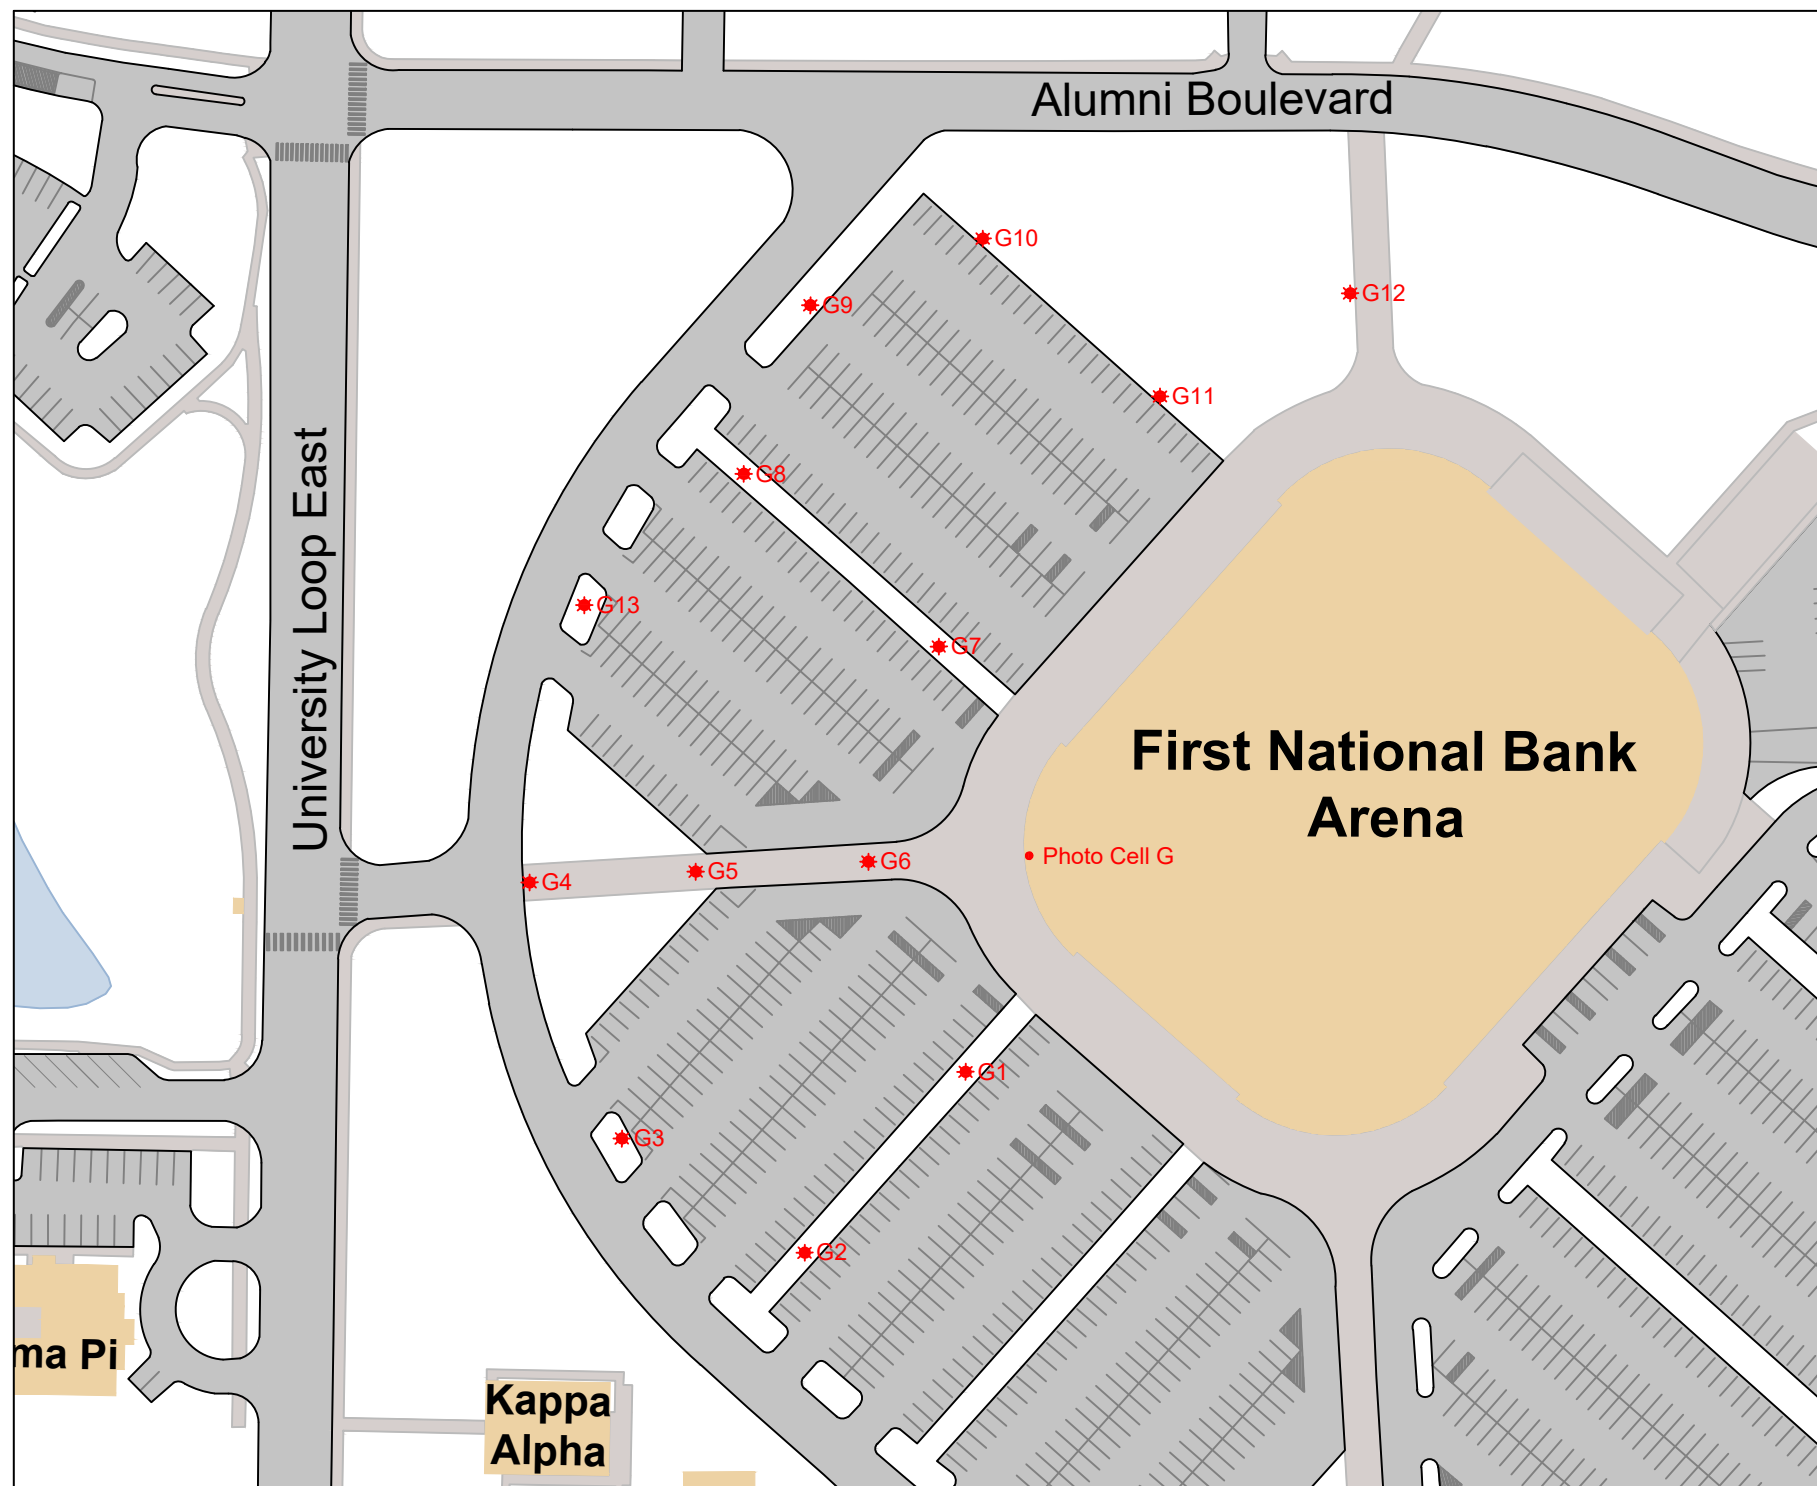 Alumni Boulevard
G10
G12
G9
G11
G8
University Loop East
G13
G7
First National Bank
Arena
Photo Cell G
G6
G5
G4
G1
G3
G2
ma Pi
Kappa
Alpha